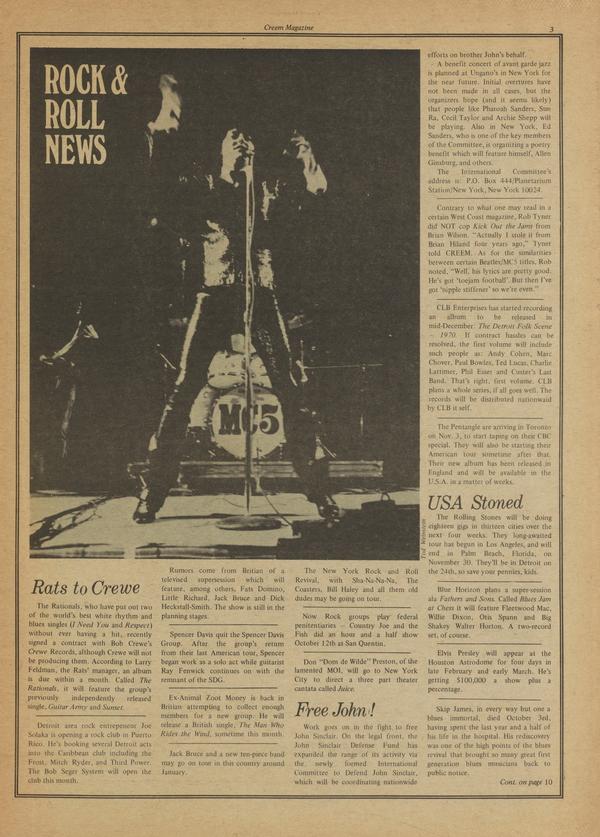 Creem Magazine
3
ROCK &
ROLL
NEWS
MC5
Ted Weinstein
Rats to Crewe
The Rationals, who have put out two
of the world's best white rhythm and
blues singles (I Need You and Respect)
without ever having a hit, recently
signed a contract with Bob Crewe's
Crewe Records, although Crewe will not
be producing them. According to Larry
Feldman, the Rats' manager, an album
is due within a month. Called The
Rationals, it will feature the group's
previously independently released
single, Guitar Army and Sunset.
Detroit area rock entrepeneur Joe
Solaka is opening a rock club in Puerto
Rico. He's booking several Detroit acts
into the Caribbean club including the
Frost, Mitch Ryder, and Third Power.
The Bob Seger System will open the
club this month.
Rumors come from Britian of a
televised supersession which will
feature, among others, Fats Domino,
Little Richard, Jack Bruce and Dick
Heckstall-Smith. The show is still in the
planning stages.
Spencer Davis quit the Spencer Davis
Group. After the group's return
from their last American tour, Spencer
began work as a solo act while guitarist
Ray Fenwick continues on with the
remnant of the SDG.
Ex-Animal Zoot Money is back in
Britian attempting to collect enough
members for a new group. He will
release a British single, The Man Who
Rides the Wind, sometime this month.
Jack Bruce and a new ten-piece band
may go on tour in this country around
January.
The New York Rock and Roll
Revival, with Sha-Na-Na-Na, The
Coasters, Bill Haley and all them old
dudes may be going on tour.
Now Rock groups play federal
penitentiaries – Country Joe and the
Fish did an hour and a half show
October 12th at San Quentin.
Don "Dom de Wilde" Preston, of the
lamented MOI, will go to New York
City to direct a three part theater
cantata called Juice.
Free John!
Work goes on in the fight to free
John Sinclair. On the legal front, the
John Sinclair Defense Fund has
expanded the range of its activity via
the newly formed International
Committee to Defend John Sinclair,
which will be coordinating nationwide
efforts on brother John's behalf.
A benefit concert of avant garde jazz
is planned at Ungano's in New York for
the near future. Initial overtures have
not been made in all cases, but the
organizers hope (and it seems likely)
that people like Pharoah Sanders, Sun
Ra, Cecil Taylor and Archie Shepp will
be playing. Also in New York, Ed
Sanders, who is one of the key members
of the Committee, is organizing a poetry
benefit which will feature himself, Allen
Ginsburg, and others.
The International Committee's
address is: P.O. Box 444/Planetarium
Station/New York, New York 10024.
Contrary to what one may read in a
certain West Coast magazine, Rob Tyner
did NOT cop Kick Out the Jams from
Brian Wilson. "Actually I stole it from
Brian Hiland four years ago," Tyner
told CREEM. As for the similarities
between certain Beatles/MC5 titles, Rob
noted, "Well, his lyrics are pretty good.
He's got 'toejam football'. But then I've
got 'nipple stiffener' so we're even."
CLB Enterprises has started recording
an album to be released in
mid-December: The Detroit Folk Scene
– 1970. If contract hassles can be
resolved, the first volume will include
such people as: Andy Cohen, Marc
Chover, Paul Bowles, Ted Lucas, Charlie
Lattimer, Phil Esser and Custer's Last
Band. That's right, first volume. CLB
plans a whole series, if all goes well. The
records will be distributed nationwaid
by CLB it self.
The Pentangle are arriving in Toronto
on Nov. 3, to start taping on their CBC
special. They will also be starting their
American tour sometime after that.
Their new album has been released in
England and will be available in the
U.S.A. in a matter of weeks.
USA Stoned
The Rolling Stones will be doing
eighteen gigs in thirteen cities over the
next four weeks. They long-awaited
tour has begun in Los Angeles, and will
end in Palm Beach, Florida, on
November 30. They'll be in Detroit on
the 24th, so save your pennies, kids.
Blue Horizon plans a super-session
ala Fathers and Sons. Called Blues Jam
at Chess it will feature Fleetwood Mac,
Willie Dixon, Otis Spann and Big
Shakey Walter Horton. A two-record
set, of course.
Elvis Presley will appear at the
Houston Astrodome for four days in
late February and early March. He's
getting $100,000 a show plus a
percentage.
Skip James, in every way but one a
blues immortal, died October 3rd,
having spent the last year and a half of
his life in the hospital. His rediscovery
was one of the high points of the blues
revival that brought so many great first
generation blues musicians back to
public notice.
Cont. on page 10